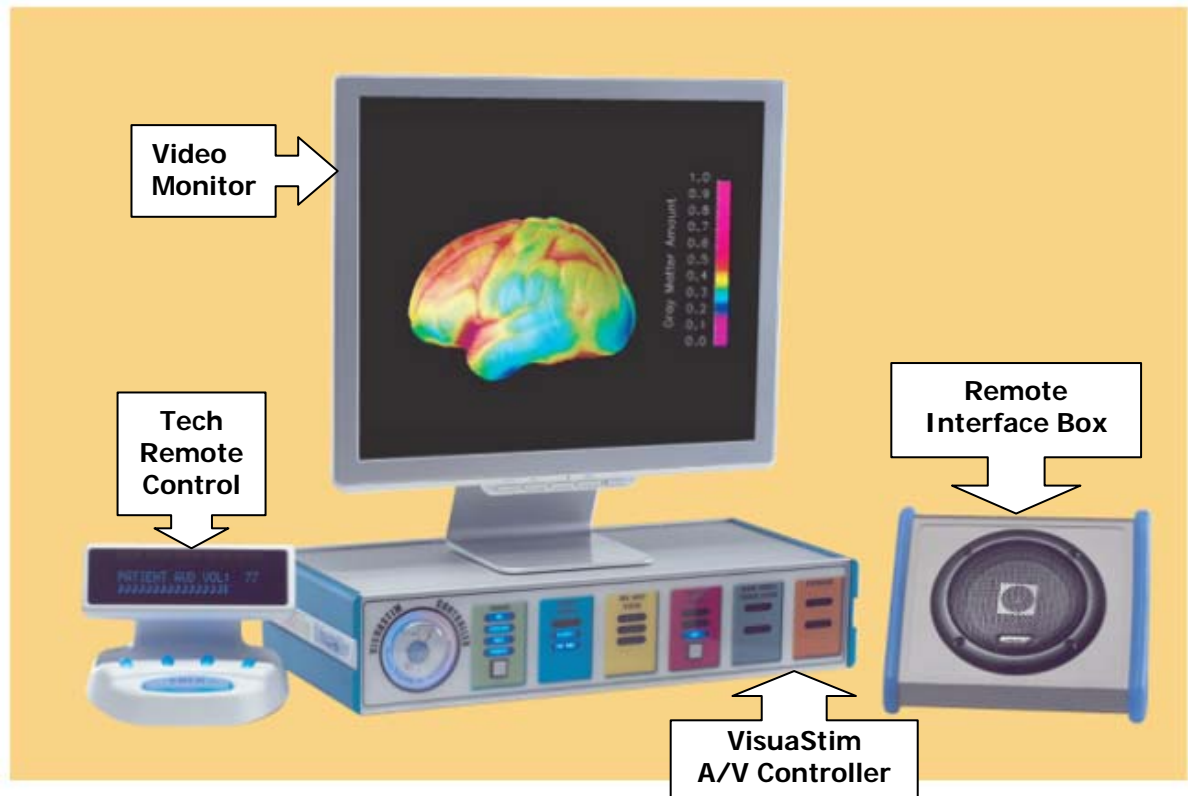 Video
Monitor
1.0
0.9
0.8
0.7
0.6
0.5
0.4
0.3
0.2
0.1
0.0
Gray Matter Amount
Tech
Remote
Control
Remote
Interface Box
PATIENT AUD VOL: 77
VISUASTIM CONTROLLER
VisuaStim
A/V Controller